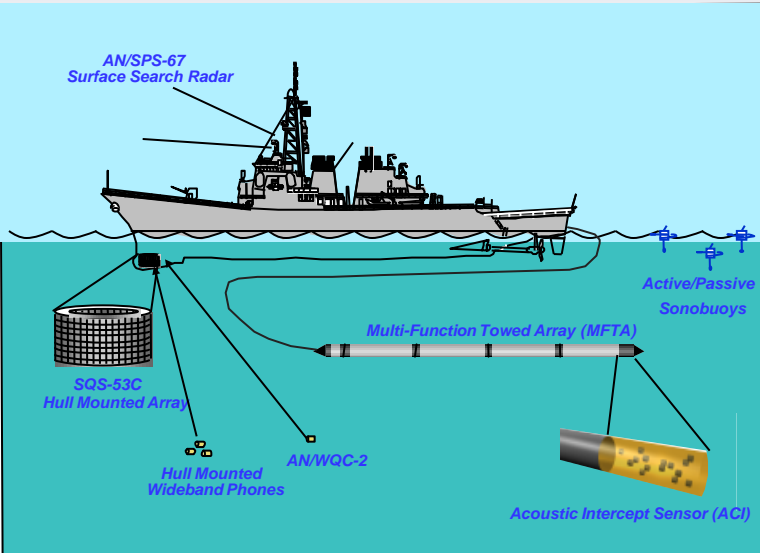 AN/SPS-67
Surface Search Radar
Active/Passive
Sonobuoys
Multi-Function Towed Array (MFTA)
SQS-53C
Hull Mounted Array
AN/WQC-2
Hull Mounted
Wideband Phones
Acoustic Intercept Sensor (ACI)